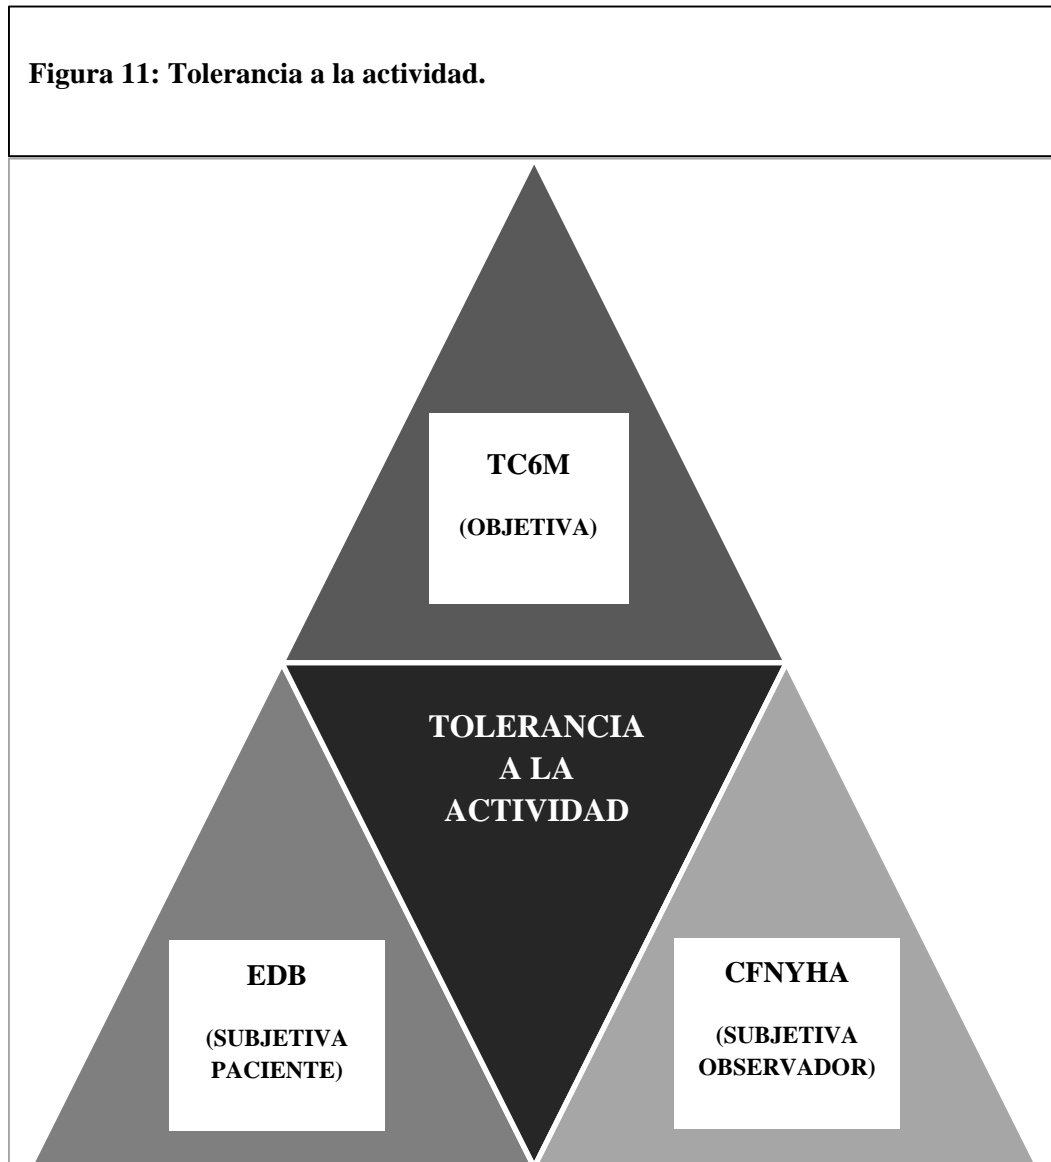 Figura 11: Tolerancia a la actividad.
TC6M
(OBJETIVA)
TOLERANCIA
A LA
ACTIVIDAD
EDB
(SUBJETIVA
PACIENTE)
CFNYHA
(SUBJETIVA
OBSERVADOR)